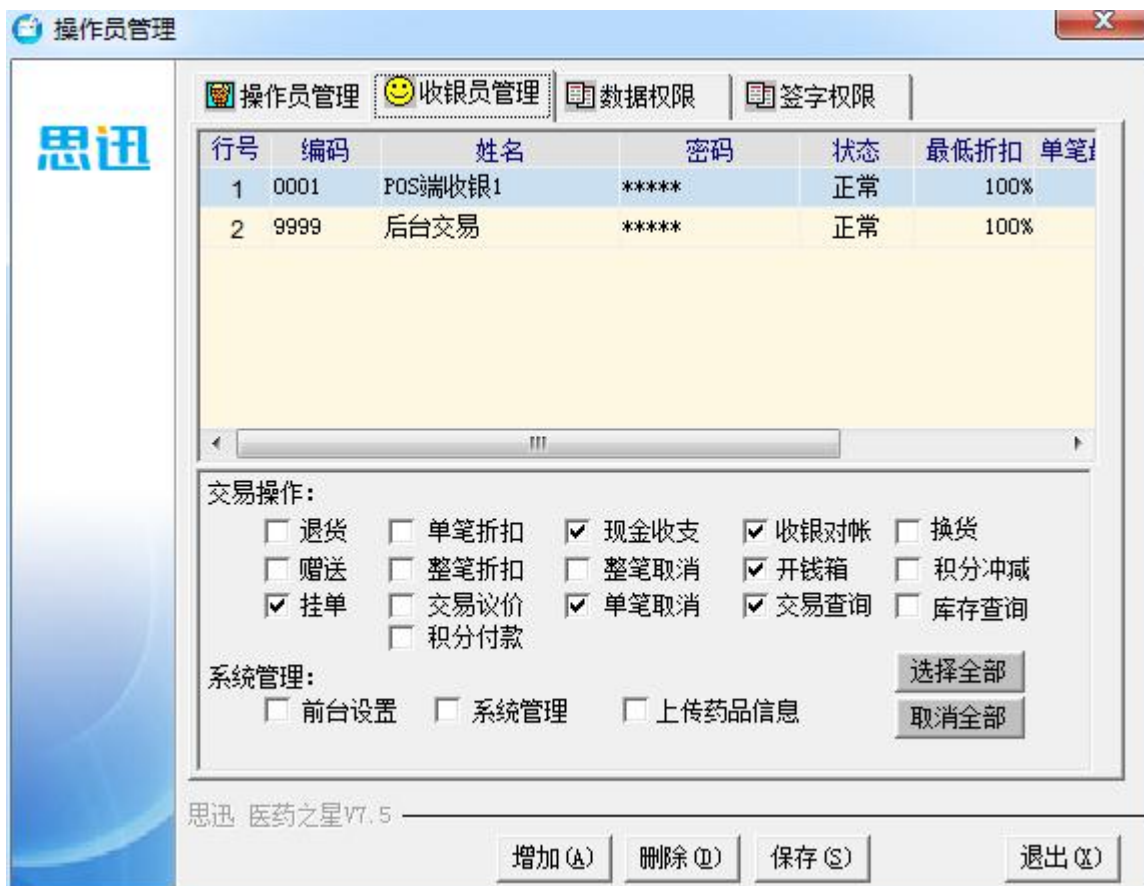 操作员管理
思迅
操作员管理 收银员管理 数据权限 签字权限
行号 编码 姓名 密码 状态 最低折扣 单笔
1 0001 POS端收银1 ***** 正常 100%
2 9999 后台交易 ***** 正常 100%
交易操作:
退货 单笔折扣 现金收支 收银对帐 换货
赠送 整笔折扣 整笔取消 开钱箱 积分冲减
挂单 交易议价 单笔取消 交易查询 库存查询
积分付款
系统管理:
选择全部
前台设置 系统管理 上传药品信息
取消全部
思迅 医药之星V7.5
增加(A) 删除(D) 保存(S) 退出(X)